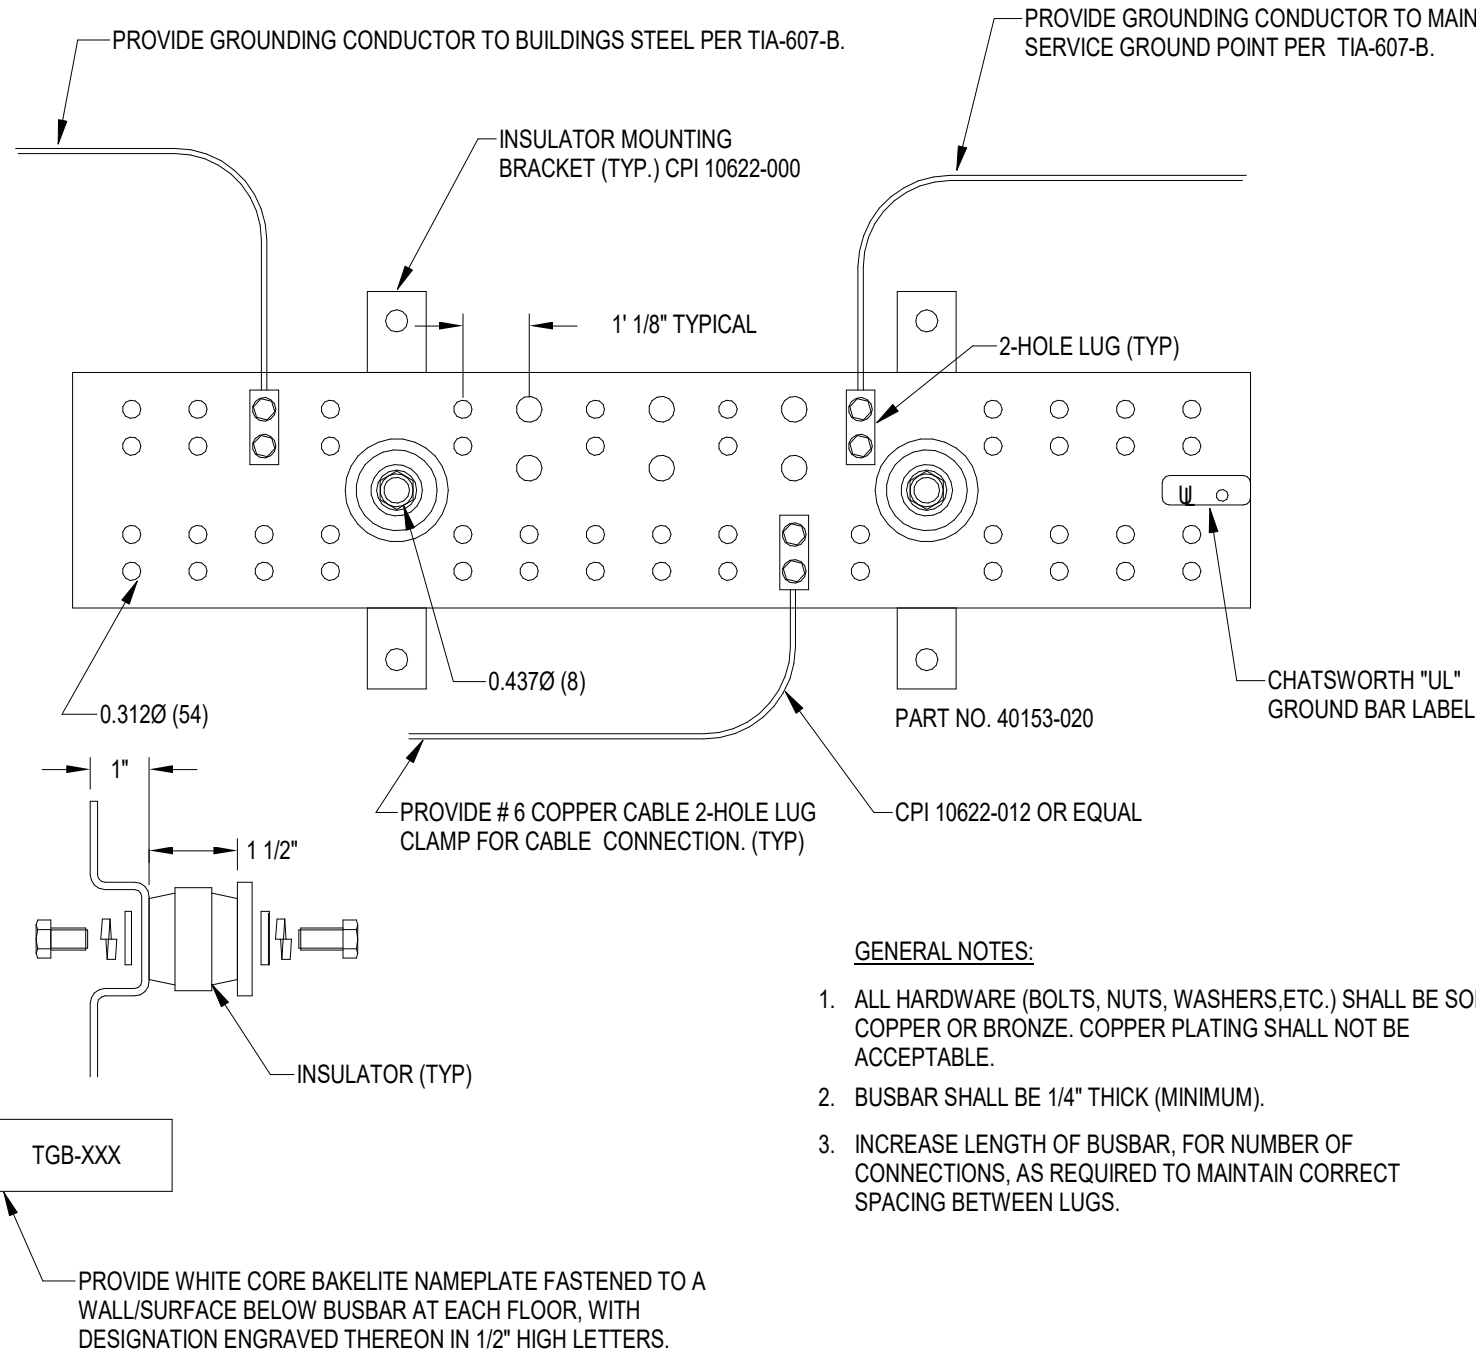 PROVIDE GROUNDING CONDUCTOR TO BUILDINGS STEEL PER TIA-607-B.
PROVIDE GROUNDING CONDUCTOR TO MAIN
SERVICE GROUND POINT PER TIA-607-B.
INSULATOR MOUNTING
BRACKET (TYP.) CPI 10622-000
1' 1/8" TYPICAL
2-HOLE LUG (TYP)
UL
0.437Ø (8)
0.312Ø (54)
PART NO. 40153-020
CHATSWORTH "UL"
GROUND BAR LABEL
1"
PROVIDE # 6 COPPER CABLE 2-HOLE LUG
CLAMP FOR CABLE CONNECTION. (TYP)
CPI 10622-012 OR EQUAL
1 1/2"
INSULATOR (TYP)
GENERAL NOTES:
1. ALL HARDWARE (BOLTS, NUTS, WASHERS,ETC.) SHALL BE
COPPER OR BRONZE. COPPER PLATING SHALL NOT BE
ACCEPTABLE.
2. BUSBAR SHALL BE 1/4" THICK (MINIMUM).
3. INCREASE LENGTH OF BUSBAR, FOR NUMBER OF
CONNECTIONS, AS REQUIRED TO MAINTAIN CORRECT
SPACING BETWEEN LUGS.
TGB-XXX
PROVIDE WHITE CORE BAKELITE NAMEPLATE FASTENED TO A
WALL/SURFACE BELOW BUSBAR AT EACH FLOOR, WITH
DESIGNATION ENGRAVED THEREON IN 1/2" HIGH LETTERS.